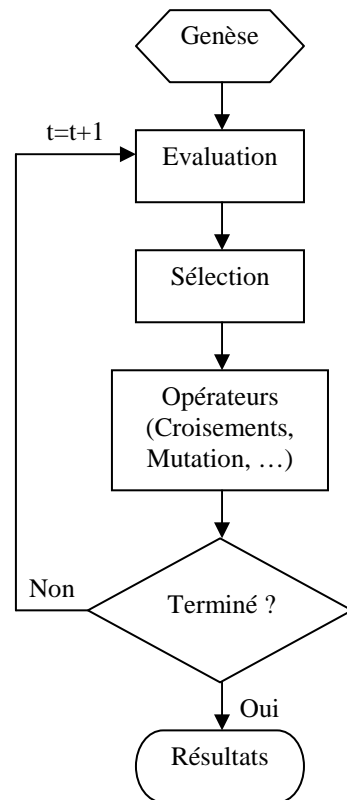 Genèse
t=t+1
Evaluation
Sélection
Opérateurs
(Croisements,
Mutation, …)
Non
Terminé ?
Oui
Résultats